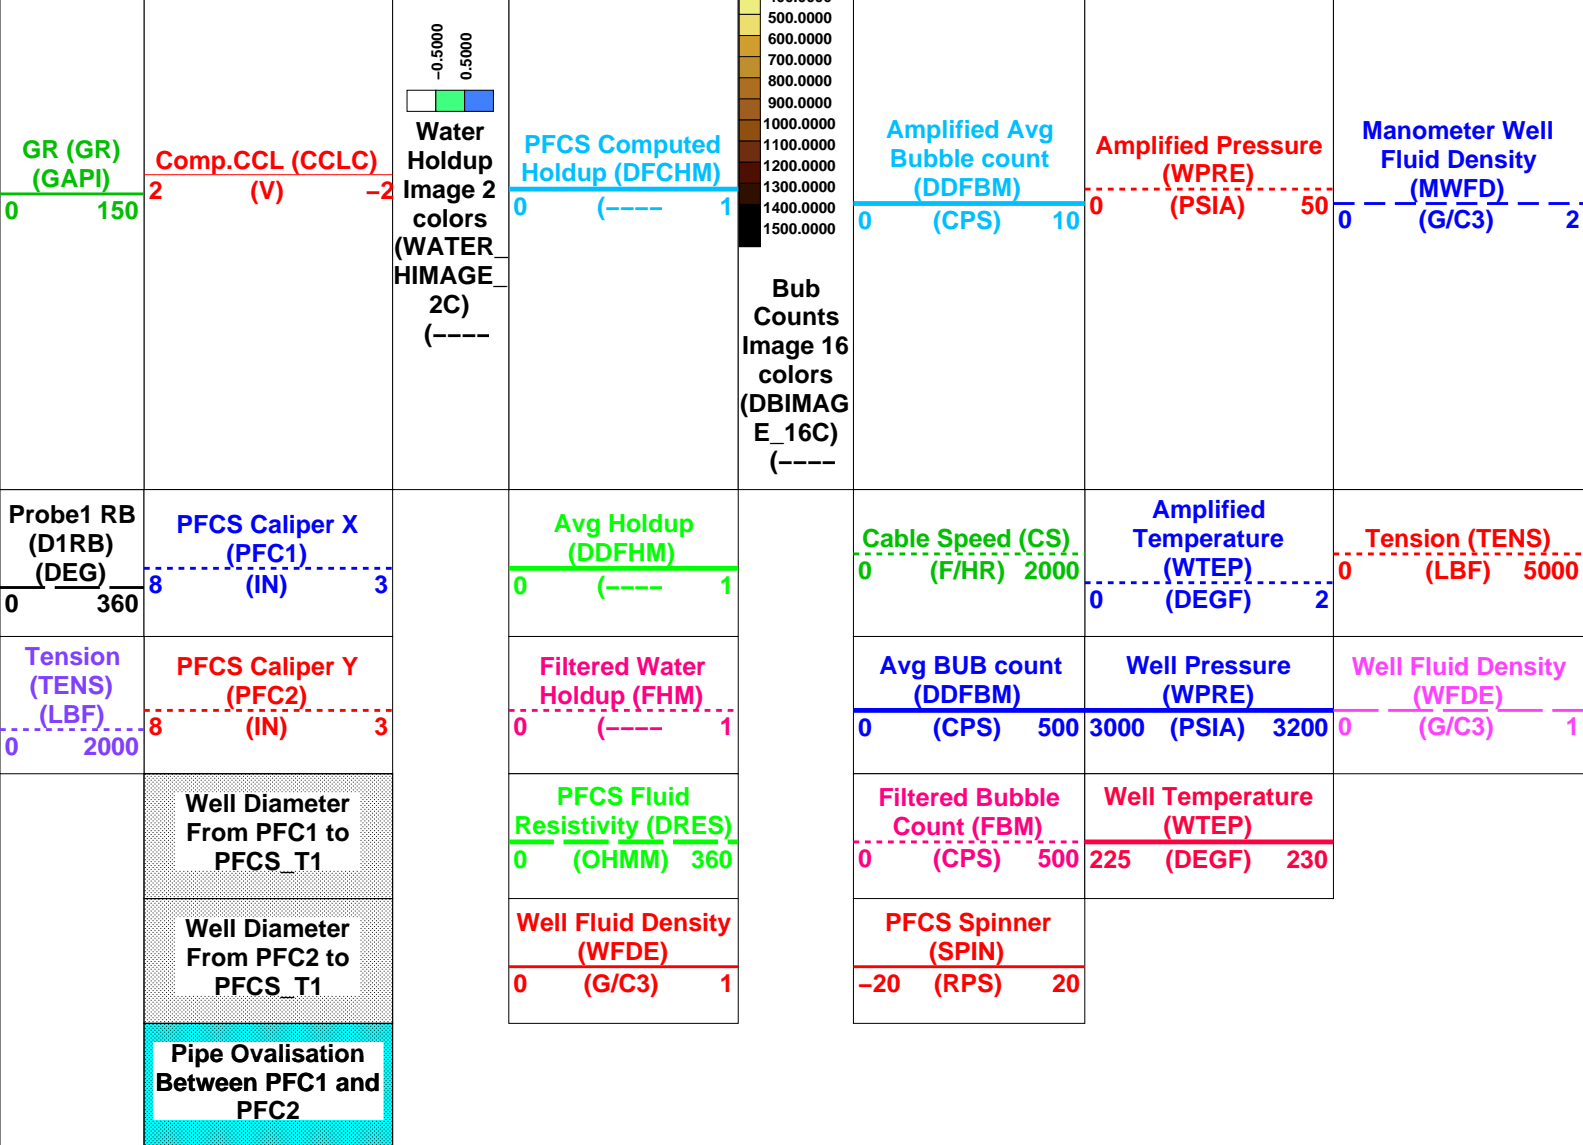 GR (GR)
(GAPI)
0 150
Comp.CCL (CCLC)
2 (V) −2
−0.5000
0.5000
Water
Holdup
Image 2
colors
(WATER_
HIMAGE_
2C)
(−−−−
PFCS Computed
Holdup (DFCHM)
0 (−−−− 1
500.0000
600.0000
700.0000
800.0000
900.0000
1000.0000
1100.0000
1200.0000
1300.0000
1400.0000
1500.0000
Bub
Counts
Image 16
colors
(DBIMAG
E_16C)
(−−−−
Amplified Avg
Bubble count
(DDFBM)
0 (CPS) 10
Amplified Pressure
(WPRE)
0 (PSIA) 50
Manometer Well
Fluid Density
(MWFD)
0 (G/C3) 2
Probe1 RB
(D1RB)
(DEG)
0 360
PFCS Caliper X
(PFC1)
8 (IN) 3
Avg Holdup
(DDFHM)
0 (−−−− 1
Cable Speed (CS)
0 (F/HR) 2000
Amplified
Temperature
(WTEP)
0 (DEGF) 2
Tension (TENS)
0 (LBF) 5000
Tension
(TENS)
(LBF)
0 2000
PFCS Caliper Y
(PFC2)
8 (IN) 3
Filtered Water
Holdup (FHM)
0 (−−−− 1
Avg BUB count
(DDFBM)
0 (CPS) 500
Well Pressure
(WPRE)
3000 (PSIA) 3200
Well Fluid Density
(WFDE)
0 (G/C3) 1
Well Diameter
From PFC1 to
PFCS_T1
PFCS Fluid
Resistivity (DRES)
0 (OHMM) 360
Filtered Bubble
Count (FBM)
0 (CPS) 500
Well Temperature
(WTEP)
225 (DEGF) 230
Well Diameter
From PFC2 to
PFCS_T1
Well Fluid Density
(WFDE)
0 (G/C3) 1
PFCS Spinner
(SPIN)
−20 (RPS) 20
Pipe Ovalisation
Between PFC1 and
PFC2